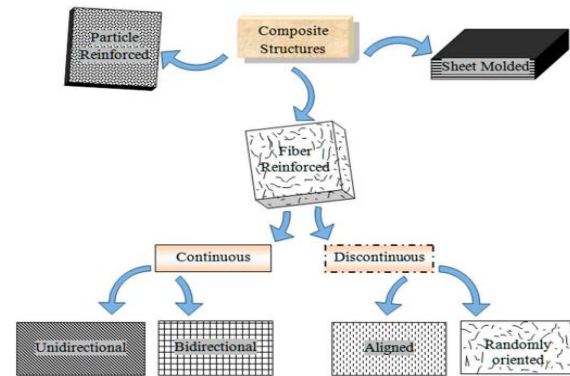 Particle
Reinforced
Composite
Structures
Sheet Molded
Fiber
Reinforced
Continuous
Discontinuous
Unidirectional
Bidirectional
Aligned
Randomly
oriented